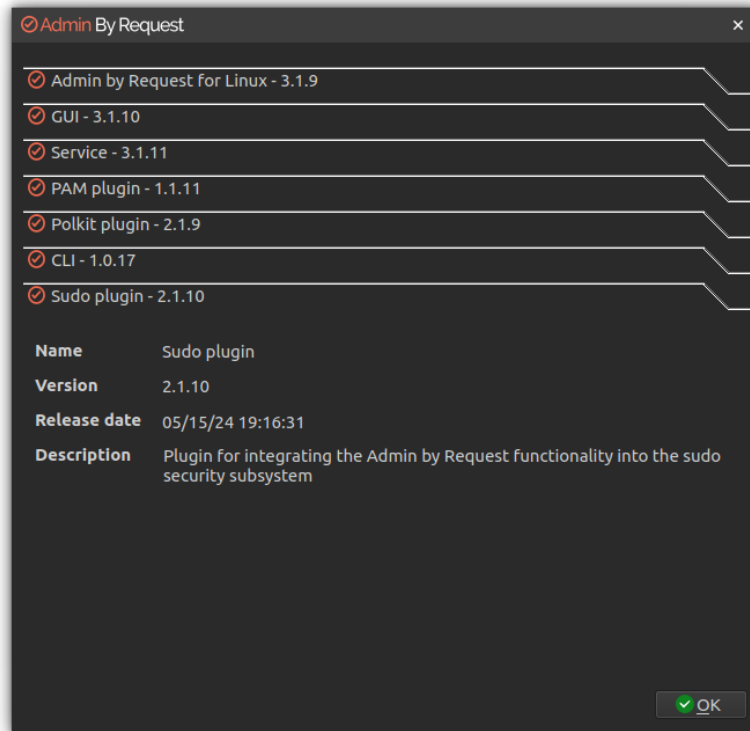 Admin By Request
Admin by Request for Linux - 3.1.9
GUI - 3.1.10
Service - 3.1.11
PAM plugin - 1.1.11
Polkit plugin - 2.1.9
CLI - 1.0.17
Sudo plugin - 2.1.10
Name Sudo plugin
Version 2.1.10
Release date 05/15/24 19:16:31
Description Plugin for integrating the Admin by Request functionality into the sudo
security subsystem
OK